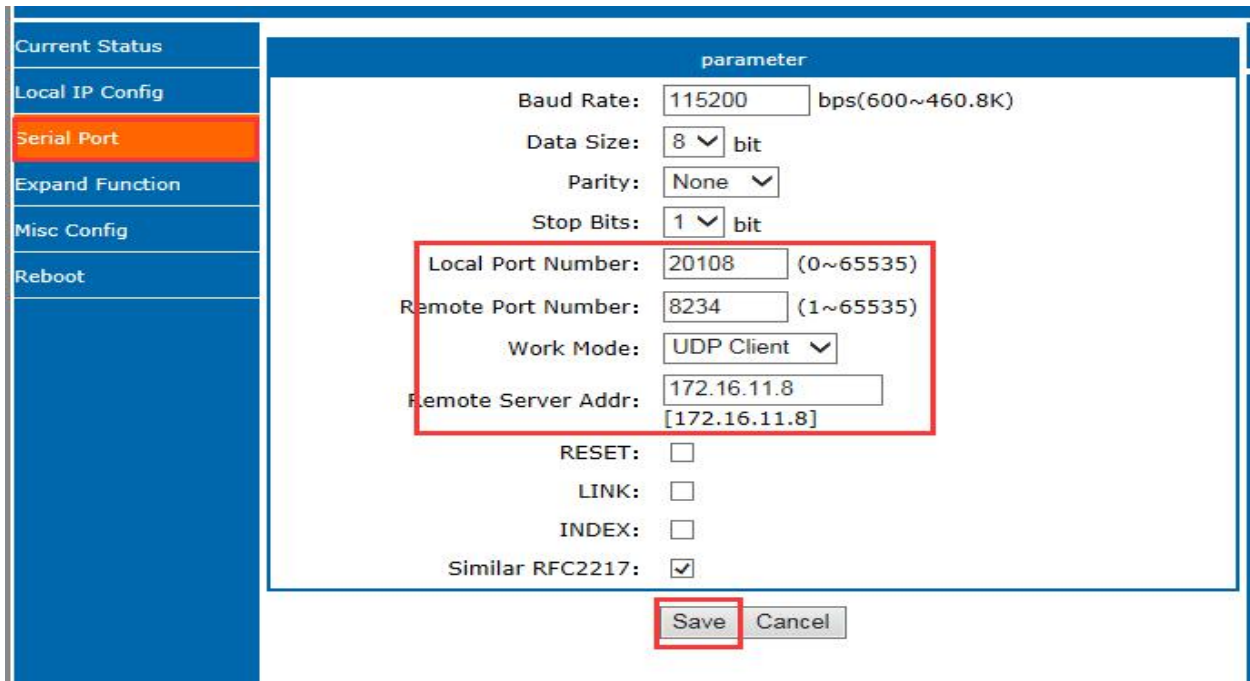 Current Status
Local IP Config
Serial Port
Expand Function
Misc Config
Reboot
parameter
Baud Rate: 115200 bps(600~460.8K)
Data Size: 8 bit
Parity: None
Stop Bits: 1 bit
Local Port Number: 20108 (0~65535)
Remote Port Number: 8234 (1~65535)
Work Mode: UDP Client
Remote Server Addr: 172.16.11.8
[172.16.11.8]
RESET:
LINK:
INDEX:
Similar RFC2217:
Save Cancel